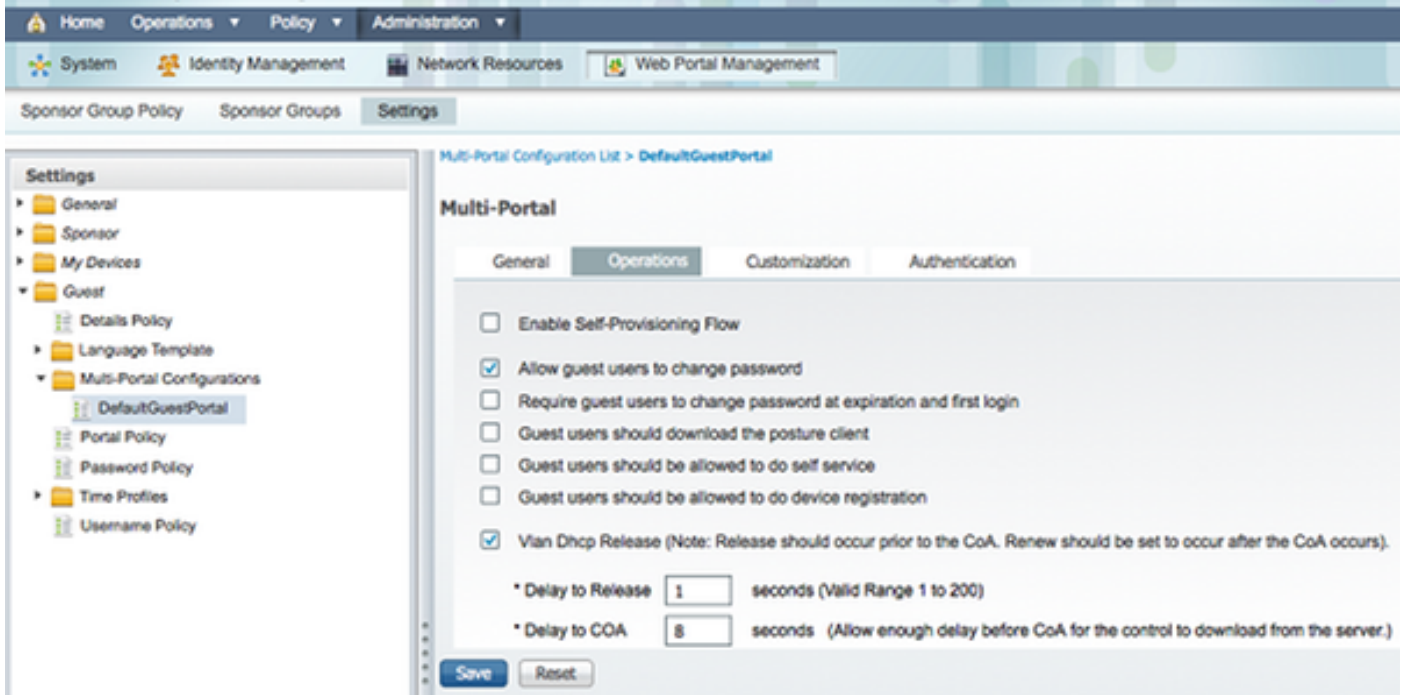 Home Operations ▼ Policy ▼ Administration ▼
System Identity Management Network Resources Web Portal Management
Sponsor Group Policy Sponsor Groups Settings
Settings
General
Sponsor
My Devices
Guest
Details Policy
Language Template
Multi-Portal Configurations
DefaultGuestPortal
Portal Policy
Password Policy
Time Profiles
Username Policy
Multi-Portal Configuration List > DefaultGuestPortal
Multi-Portal
General Operations Customization Authentication
Enable Self-Provisioning Flow
Allow guest users to change password
Require guest users to change password at expiration and first login
Guest users should download the posture client
Guest users should be allowed to do self service
Guest users should be allowed to do device registration
Vlan Dhcp Release (Note: Release should occur prior to the CoA. Renew should be set to occur after the CoA occurs).
* Delay to Release 1 seconds (Valid Range 1 to 200)
* Delay to COA 8 seconds (Allow enough delay before CoA for the control to download from the server.)
Save Reset